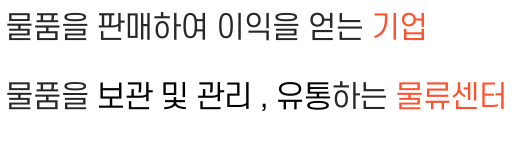 물품을 판매하여 이익을 얻는 기업
물품을 보관 및 관리 , 유통하는 물류센터